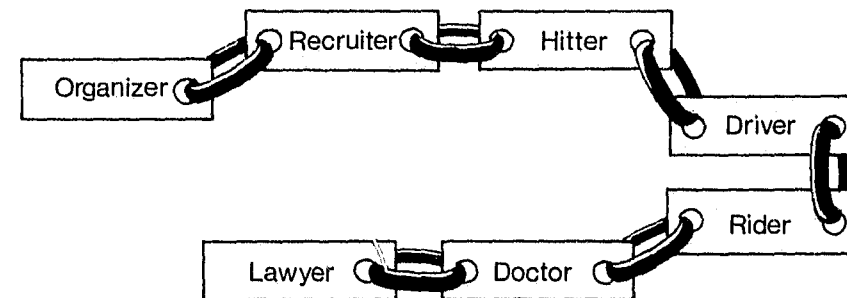 Organizer
Recruiter
Hitter
Driver
Rider
Doctor
Lawyer